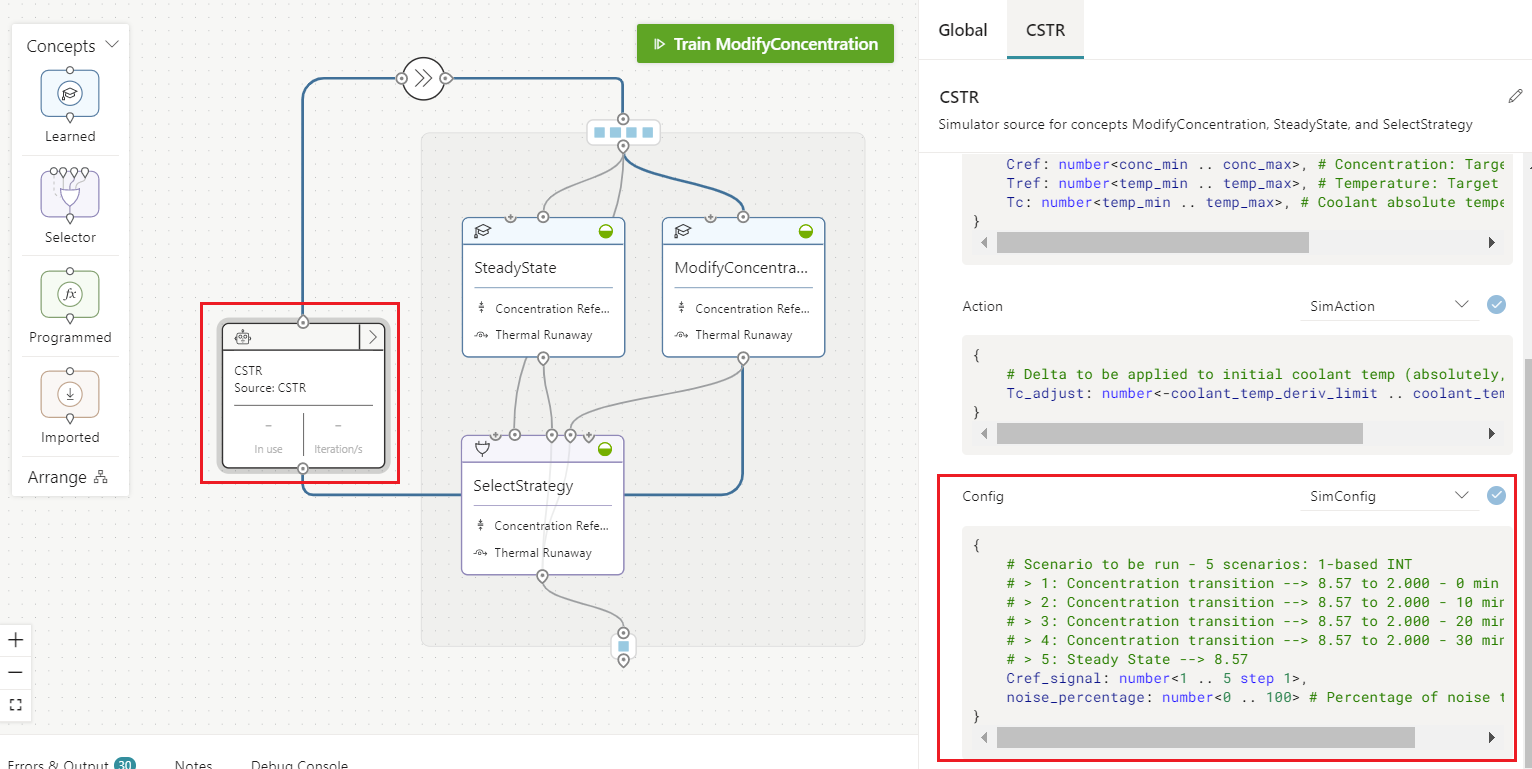 Concepts
Learned
Selector
fx
Programmed
Imported
Arrange
Train ModifyConcentration
CSTR
Source: CSTR
–
–
In use
Iteration/s
SteadyState
Concentration Refe...
Thermal Runaway
ModifyConcentra...
Concentration Refe...
Thermal Runaway
SelectStrategy
Concentration Refe...
Thermal Runaway
Errors & Output 30
Notes
Debug Console
Global
CSTR
CSTR
Simulator source for concepts ModifyConcentration, SteadyState, and SelectStrategy
Cref: number<conc_min .. conc_max>, # Concentration: Targe
Tref: number<temp_min .. temp_max>, # Temperature: Target
Tc: number<temp_min .. temp_max>, # Coolant absolute tempe
}
Action
SimAction
{
# Delta to be applied to initial coolant temp (absolutely,
Tc_adjust: number<-coolant_temp_deriv_limit .. coolant_tem
}
Config
SimConfig
{
# Scenario to be run - 5 scenarios: 1-based INT
# > 1: Concentration transition --> 8.57 to 2.000 - 0 min
# > 2: Concentration transition --> 8.57 to 2.000 - 10 min
# > 3: Concentration transition --> 8.57 to 2.000 - 20 min
# > 4: Concentration transition --> 8.57 to 2.000 - 30 min
# > 5: Steady State --> 8.57
Cref_signal: number<1 .. 5 step 1>,
noise_percentage: number<0 .. 100> # Percentage of noise t
}